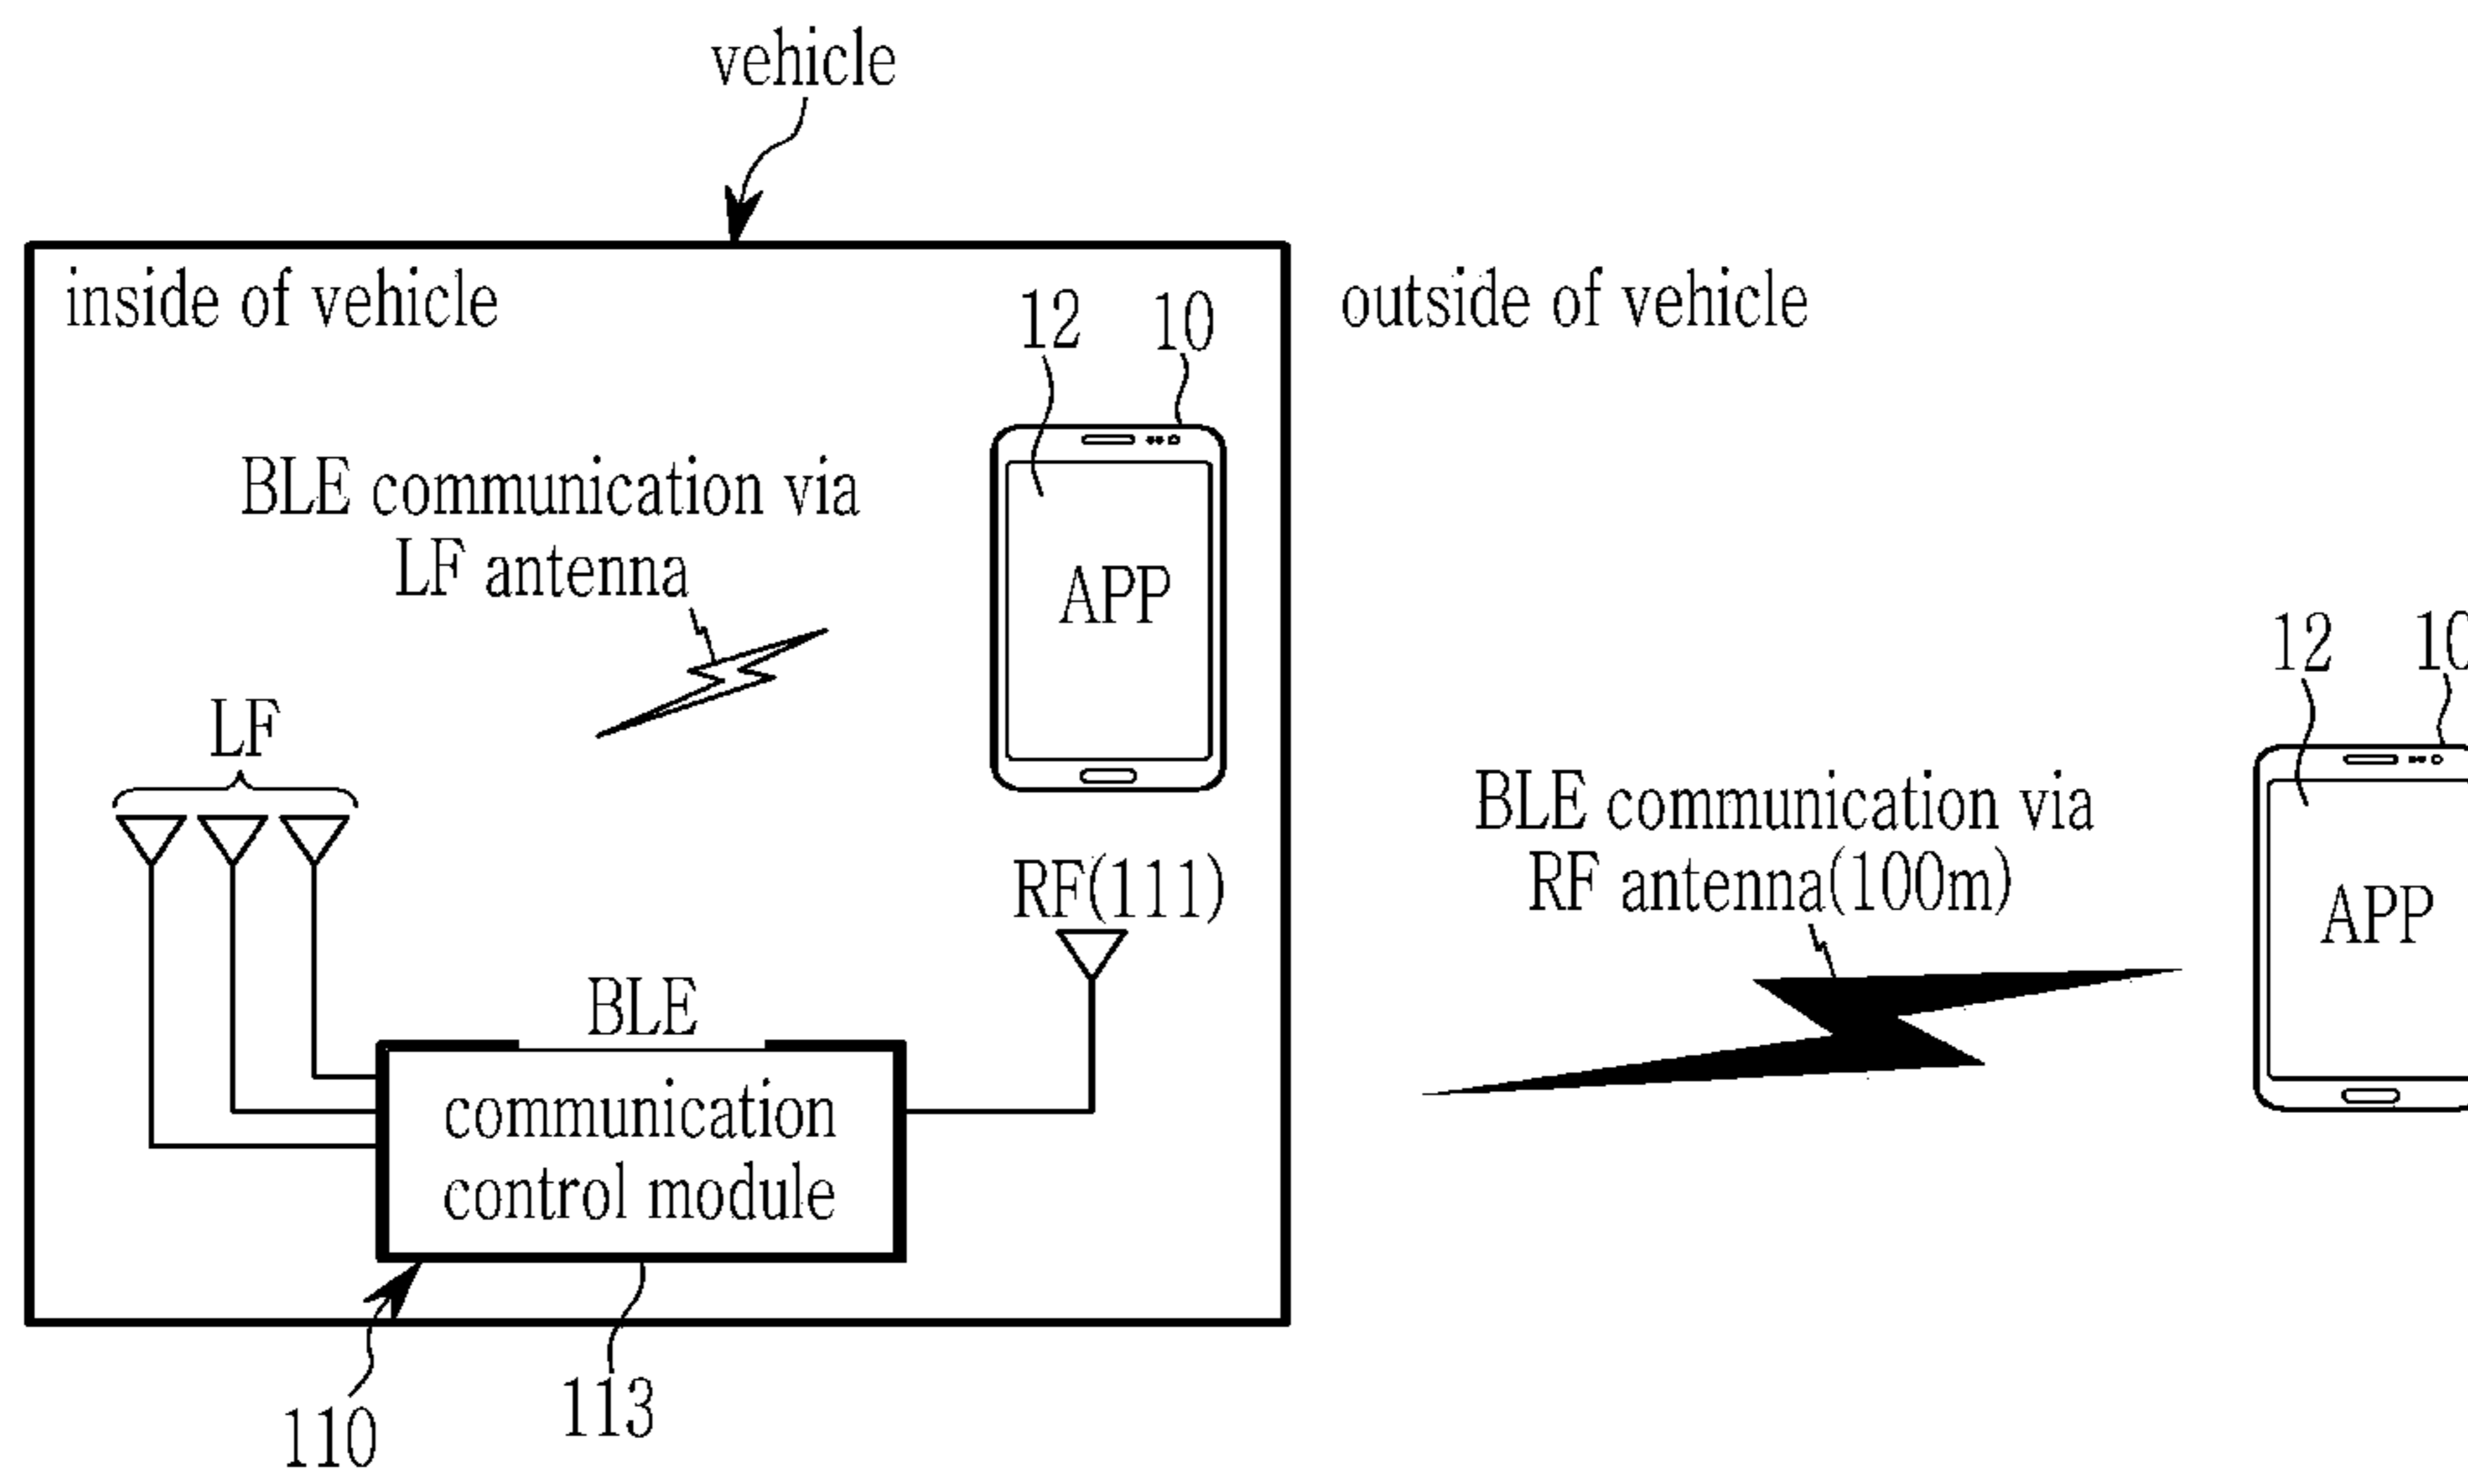 vehicle
inside of vehicle
outside of vehicle
12
10
BLE communication via
LF antenna
APP
LF
12
10
BLE communication via
RF antenna(100m)
APP
RF(111)
BLE
communication
control module
110
113